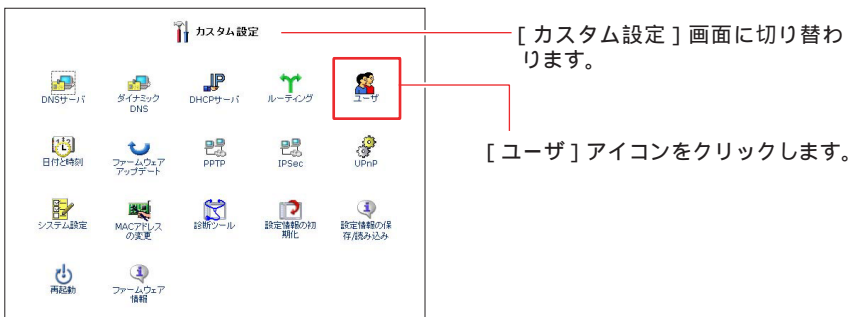 カスタム設定
[ カスタム設定 ] 画面に切り替わ
ります。
DNSサーバ
ダイナミック
DNS
DHCPサーバ
ルーティング
ユーザ
[ ユーザ ] アイコンをクリックします。
日付と時刻
ファームウェア
アップデート
PPTP
IPSec
UPnP
システム設定
MACアドレス
の変更
診断ツール
設定情報の初
期化
設定情報の保
存/読み込み
再起動
ファームウェア
情報